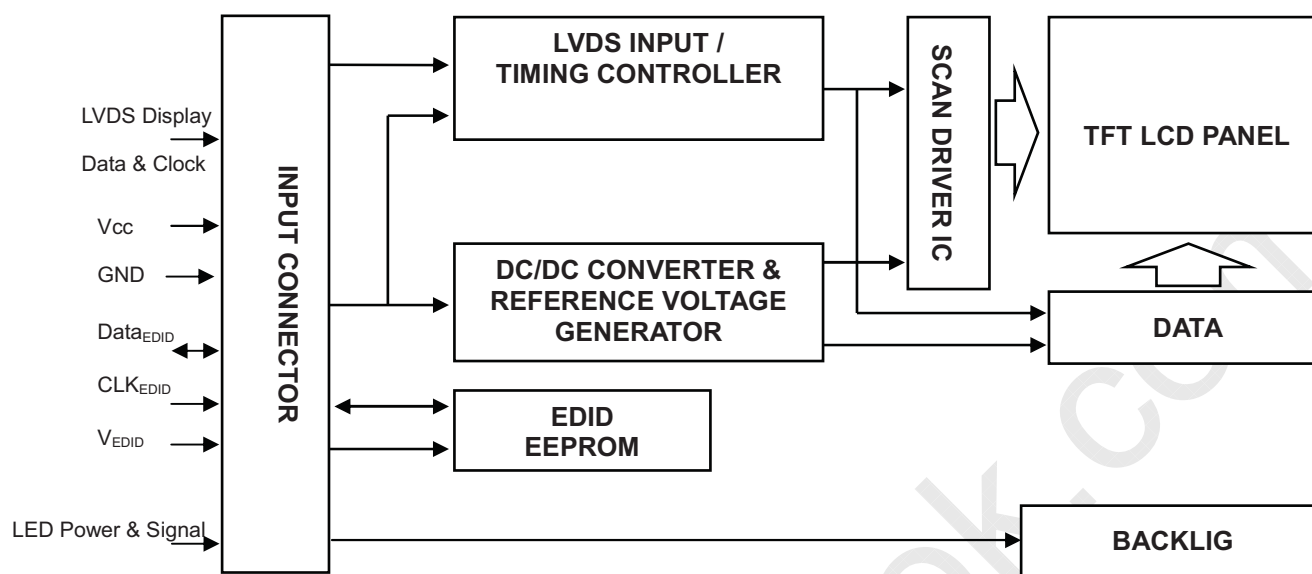 LVDS Display
Data & Clock
Vcc
GND
DataEDID
CLKEDID
VEDID
LED Power & Signal
INPUT CONNECTOR
LVDS INPUT /
TIMING CONTROLLER
DC/DC CONVERTER &
REFERENCE VOLTAGE
GENERATOR
EDID
EEPROM
SCAN DRIVER IC
TFT LCD PANEL
DATA
BACKLIG